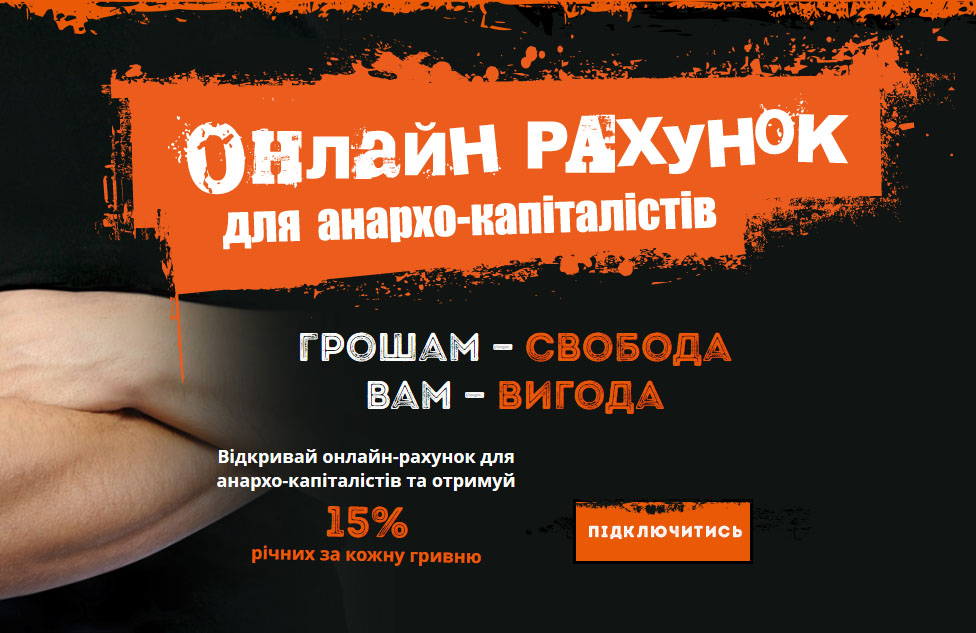 Онлайн рахунок
для анархо-капіталістів
ГРОШАМ – СВОБОДА
ВАМ – ВИГОДА
Відкривай онлайн-рахунок для
анархо-капіталістів та отримуй
15%
річних за кожну гривню
ПІДКЛЮЧИТИСЬ